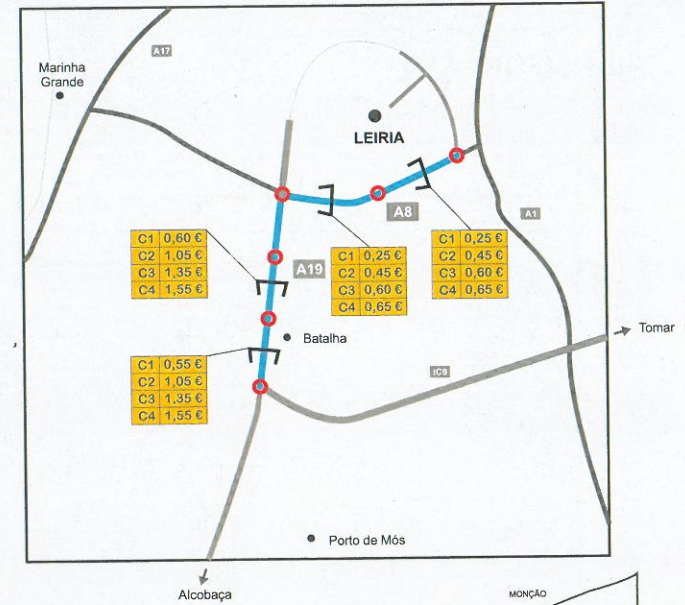 A17
Marinha
Grande
LEIRIA
A8
A1
C1 0,60 €
C2 1,05 €
C3 1,35 €
C4 1,55 €
A19
C1 0,25 €
C2 0,45 €
C3 0,60 €
C4 0,65 €
C1 0,25 €
C2 0,45 €
C3 0,60 €
C4 0,65 €
Tomar
Batalha
C1 0,55 €
C2 1,05 €
C3 1,35 €
C4 1,55 €
IC9
Porto de Mós
Alcobaça
MONÇÃO